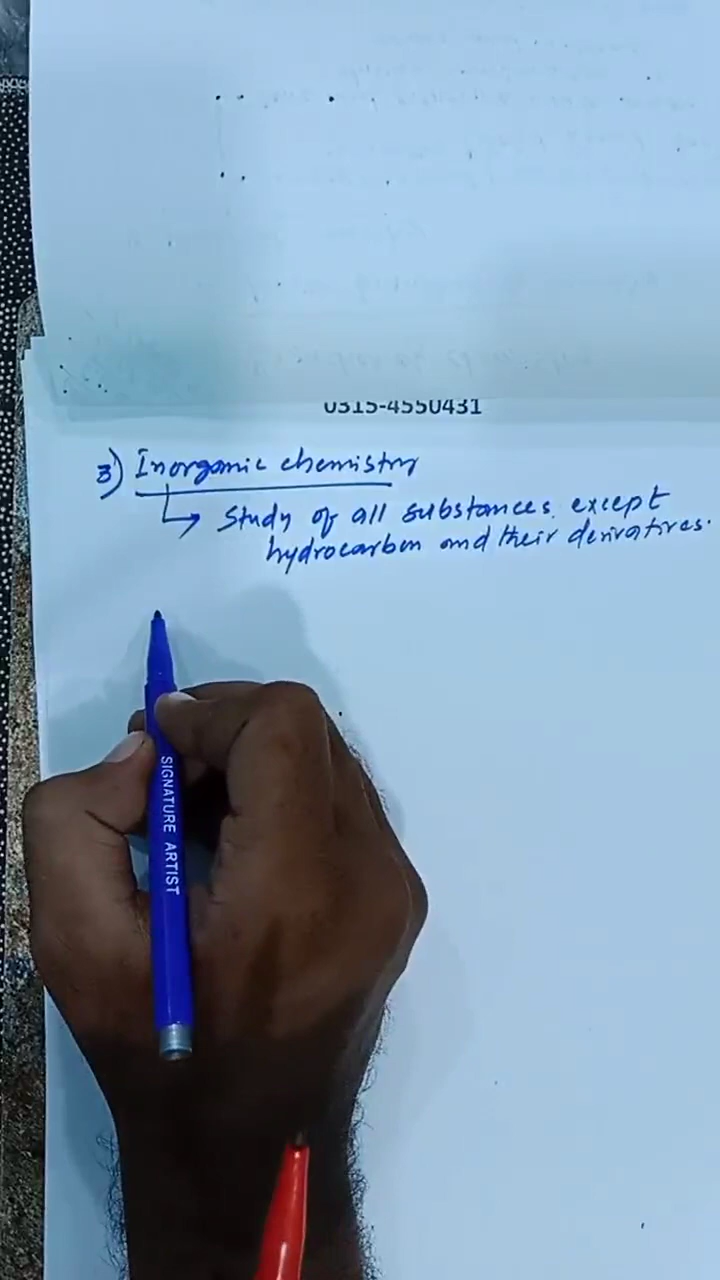 0315-4550431
3) Inorganic chemistry
Study of all substances except
hydrocarbon and their derivatives.
SIGNATURE ARTIST